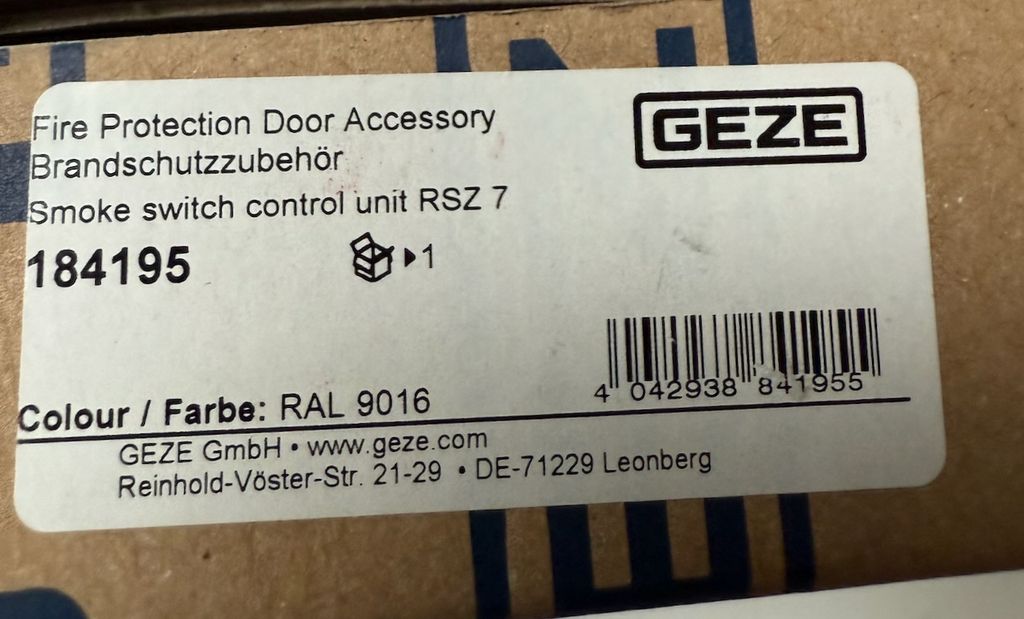 Fire Protection Door Accessory
Brandschutzzubehör
GEZE
Smoke switch control unit RSZ 7
184195
1
4 042938 841955
Colour / Farbe: RAL 9016
GEZE GmbH • www.geze.com
Reinhold-Vöster-Str. 21-29 • DE-71229 Leonberg